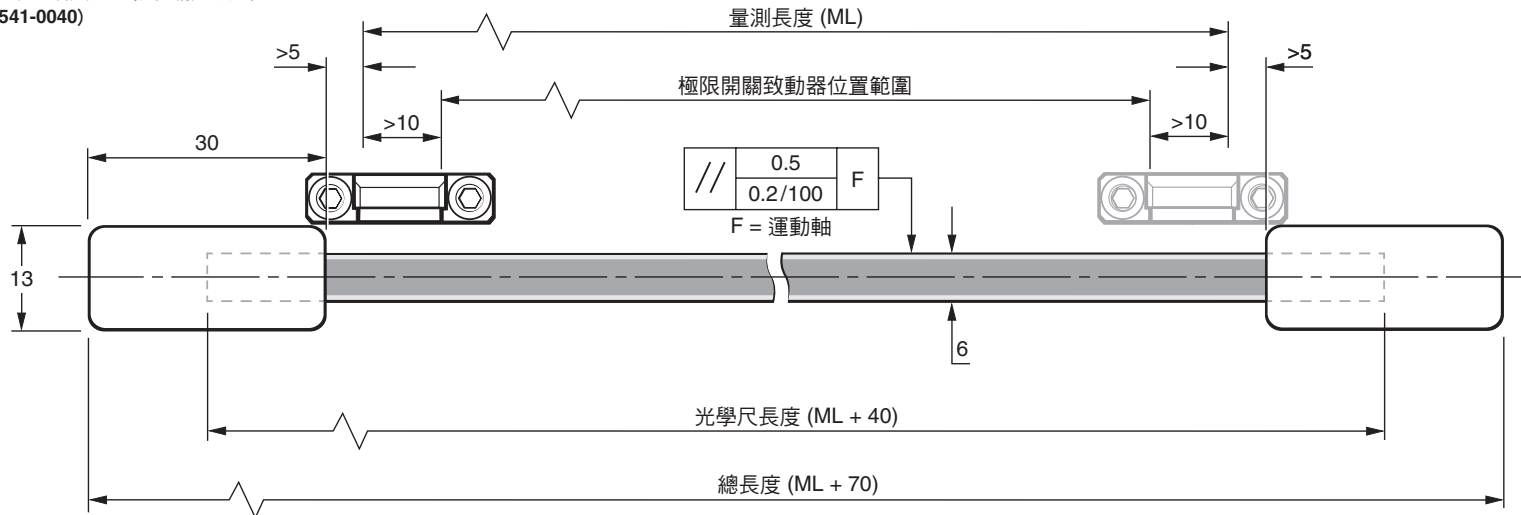 541-0040)
量測長度 (ML)
>5
>5
極限開關致動器位置範圍
>10
>10
30
// 0.5 F
0.2/100
F = 運動軸
13
6
光學尺長度 (ML + 40)
總長度 (ML + 70)